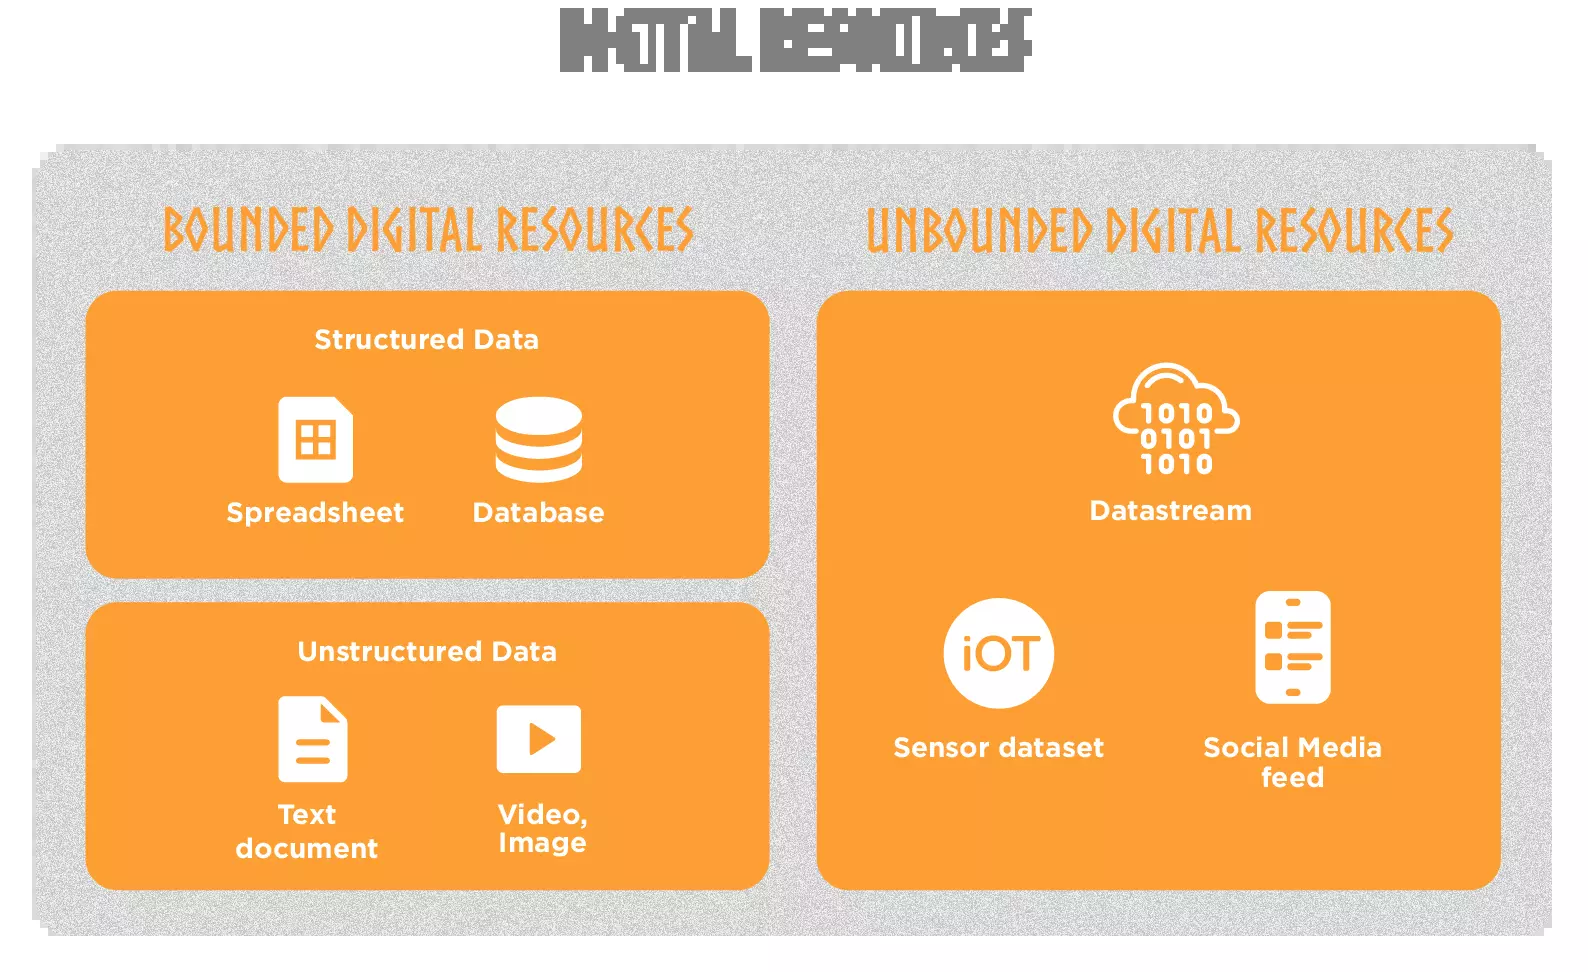 DIGITAL RESOURCES
BOUNDED DIGITAL RESOURCES
UNBOUNDED DIGITAL RESOURCES
Structured Data
Spreadsheet
Database
Unstructured Data
Text
document
Video,
Image
1010
0101
1010
Datastream
iOT
Sensor dataset
Social Media
feed